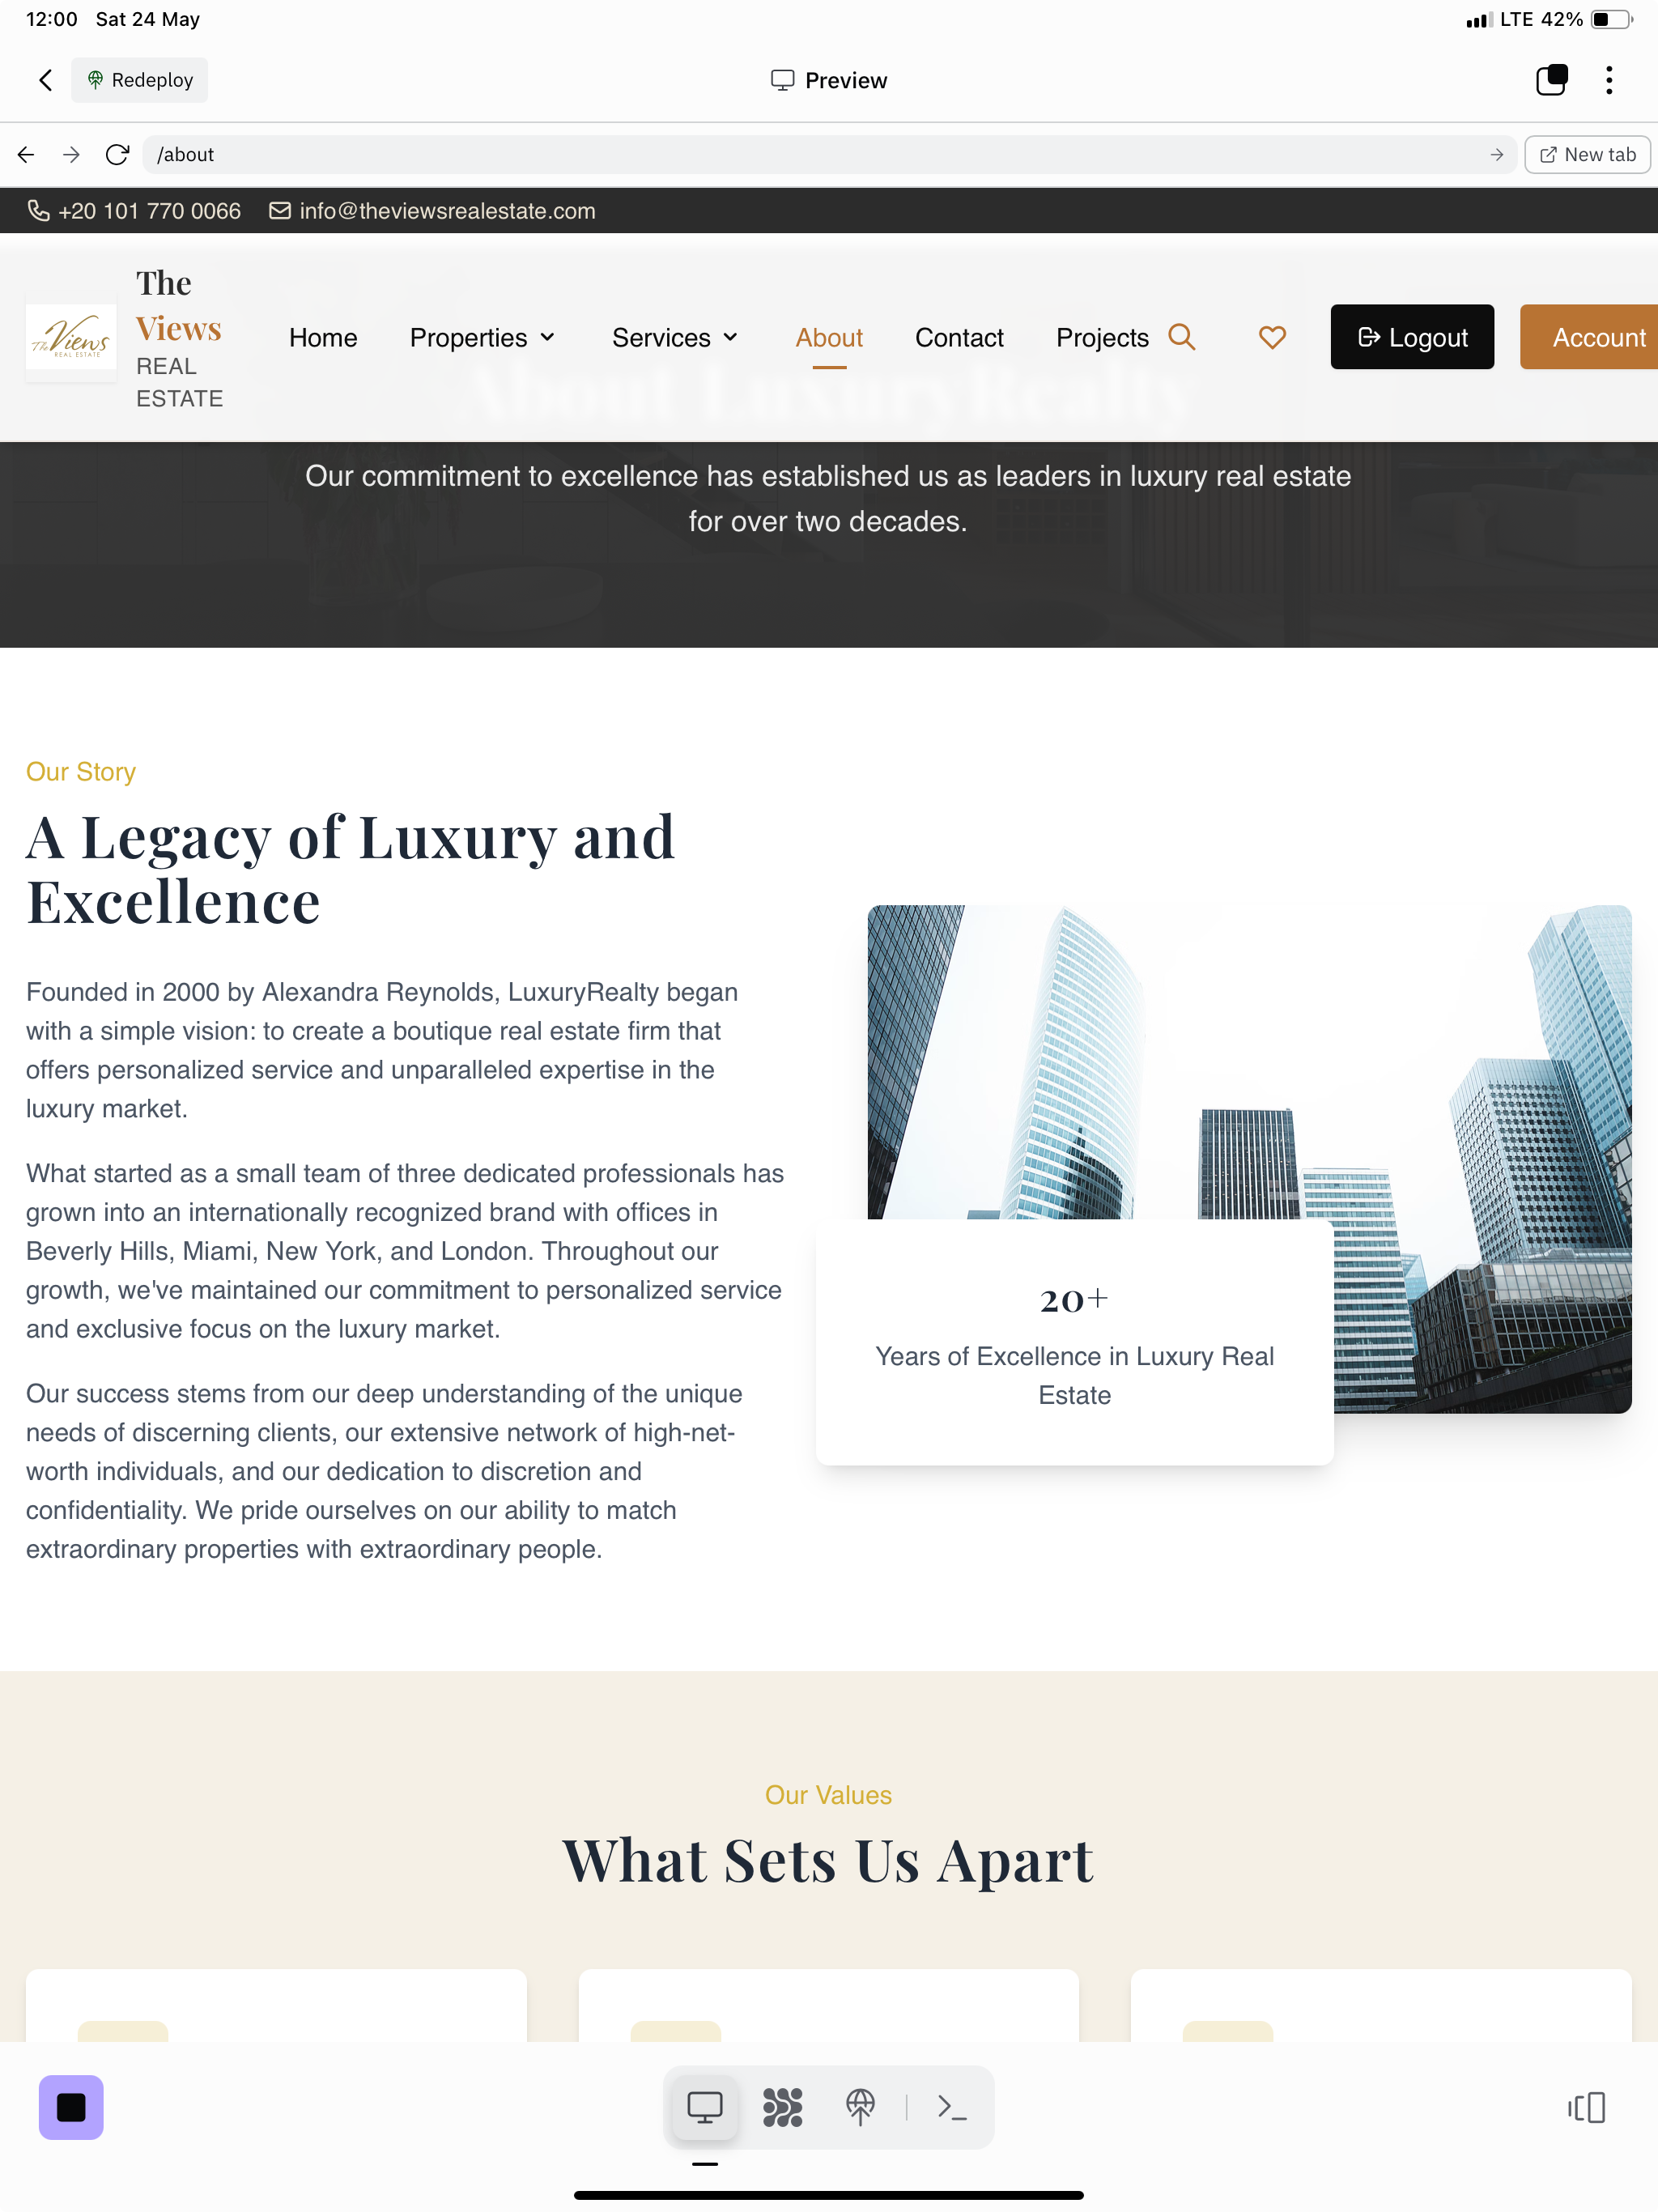 12:00 Sat 24 May
LTE 42%
Redeploy
Preview
/about
New tab
+20 101 770 0066
info@theviewsrealestate.com
The Views
REAL ESTATE
The
Views
REAL
ESTATE
Home
Properties
Services
About
Contact
Projects
Logout
Account
About LuxuryRealty
Our commitment to excellence has established us as leaders in luxury real estate
for over two decades.
Our Story
A Legacy of Luxury and
Excellence
Founded in 2000 by Alexandra Reynolds, LuxuryRealty began
with a simple vision: to create a boutique real estate firm that
offers personalized service and unparalleled expertise in the
luxury market.
What started as a small team of three dedicated professionals has
grown into an internationally recognized brand with offices in
Beverly Hills, Miami, New York, and London. Throughout our
growth, we've maintained our commitment to personalized service
and exclusive focus on the luxury market.
Our success stems from our deep understanding of the unique
needs of discerning clients, our extensive network of high-net-
worth individuals, and our dedication to discretion and
confidentiality. We pride ourselves on our ability to match
extraordinary properties with extraordinary people.
20+
Years of Excellence in Luxury Real
Estate
Our Values
What Sets Us Apart